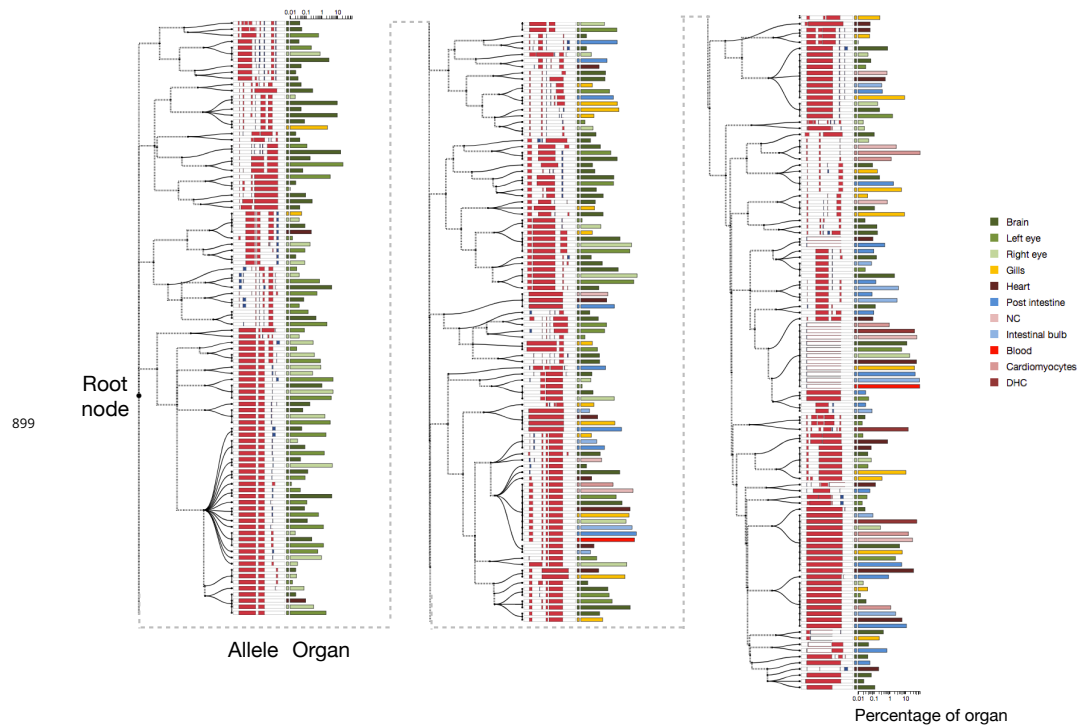 0.01 0.1 1 10
Root
node
899
Allele Organ
Brain
Left eye
Right eye
Gills
Heart
Post intestine
NC
Intestinal bulb
Blood
Cardiomyocytes
DHC
0.01 0.1 1 10
Percentage of organ